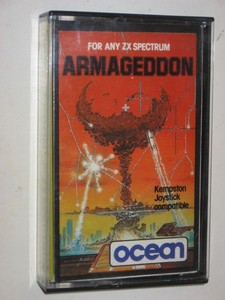 FOR ANY ZX SPECTRUM
ARMAGEDDON
Kempston
Joystick
compatible
ocean